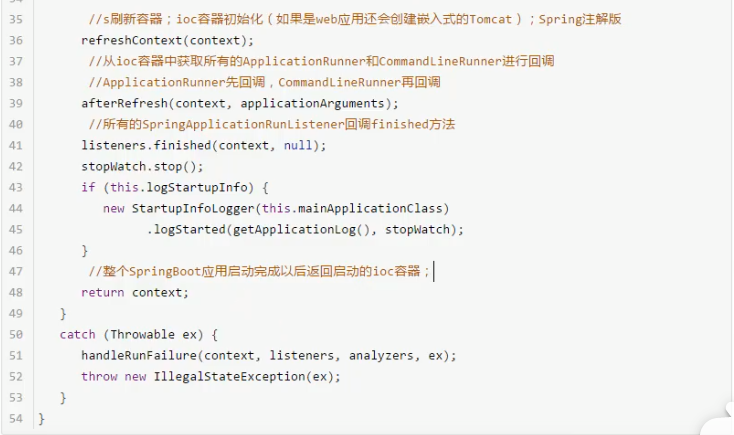 35 //s刷新容器；ioc容器初始化（如果是web应用还会创建嵌入式的Tomcat）；Spring注解版
36 refreshContext(context);
37 //从ioc容器中获取所有的ApplicationRunner和CommandLineRunner进行回调
38 //ApplicationRunner先回调，CommandLineRunner再回调
39 afterRefresh(context, applicationArguments);
40 //所有的SpringApplicationRunListener回调finished方法
41 listeners.finished(context, null);
42 stopWatch.stop();
43 if (this.logStartupInfo) {
44 new StartupInfoLogger(this.mainApplicationClass)
45 .logStarted(getApplicationLog(), stopWatch);
46 }
47 //整个SpringBoot应用启动完成以后返回启动的ioc容器；
48 return context;
49 }
50 catch (Throwable ex) {
51 handleRunFailure(context, listeners, analyzers, ex);
52 throw new IllegalStateException(ex);
53 }
54 }